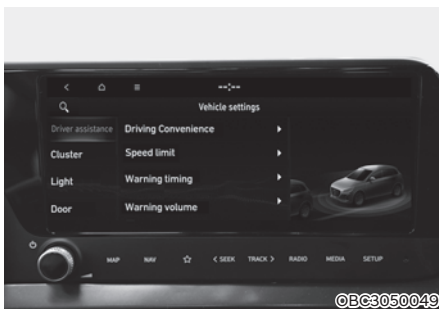 --:--
Vehicle settings
Driver assistance
Driving Convenience
Cluster
Speed limit
Light
Warning timing
Door
Warning volume
MAP NAV < SEEK TRACK > RADIO MEDIA SETUP
OBC3050049